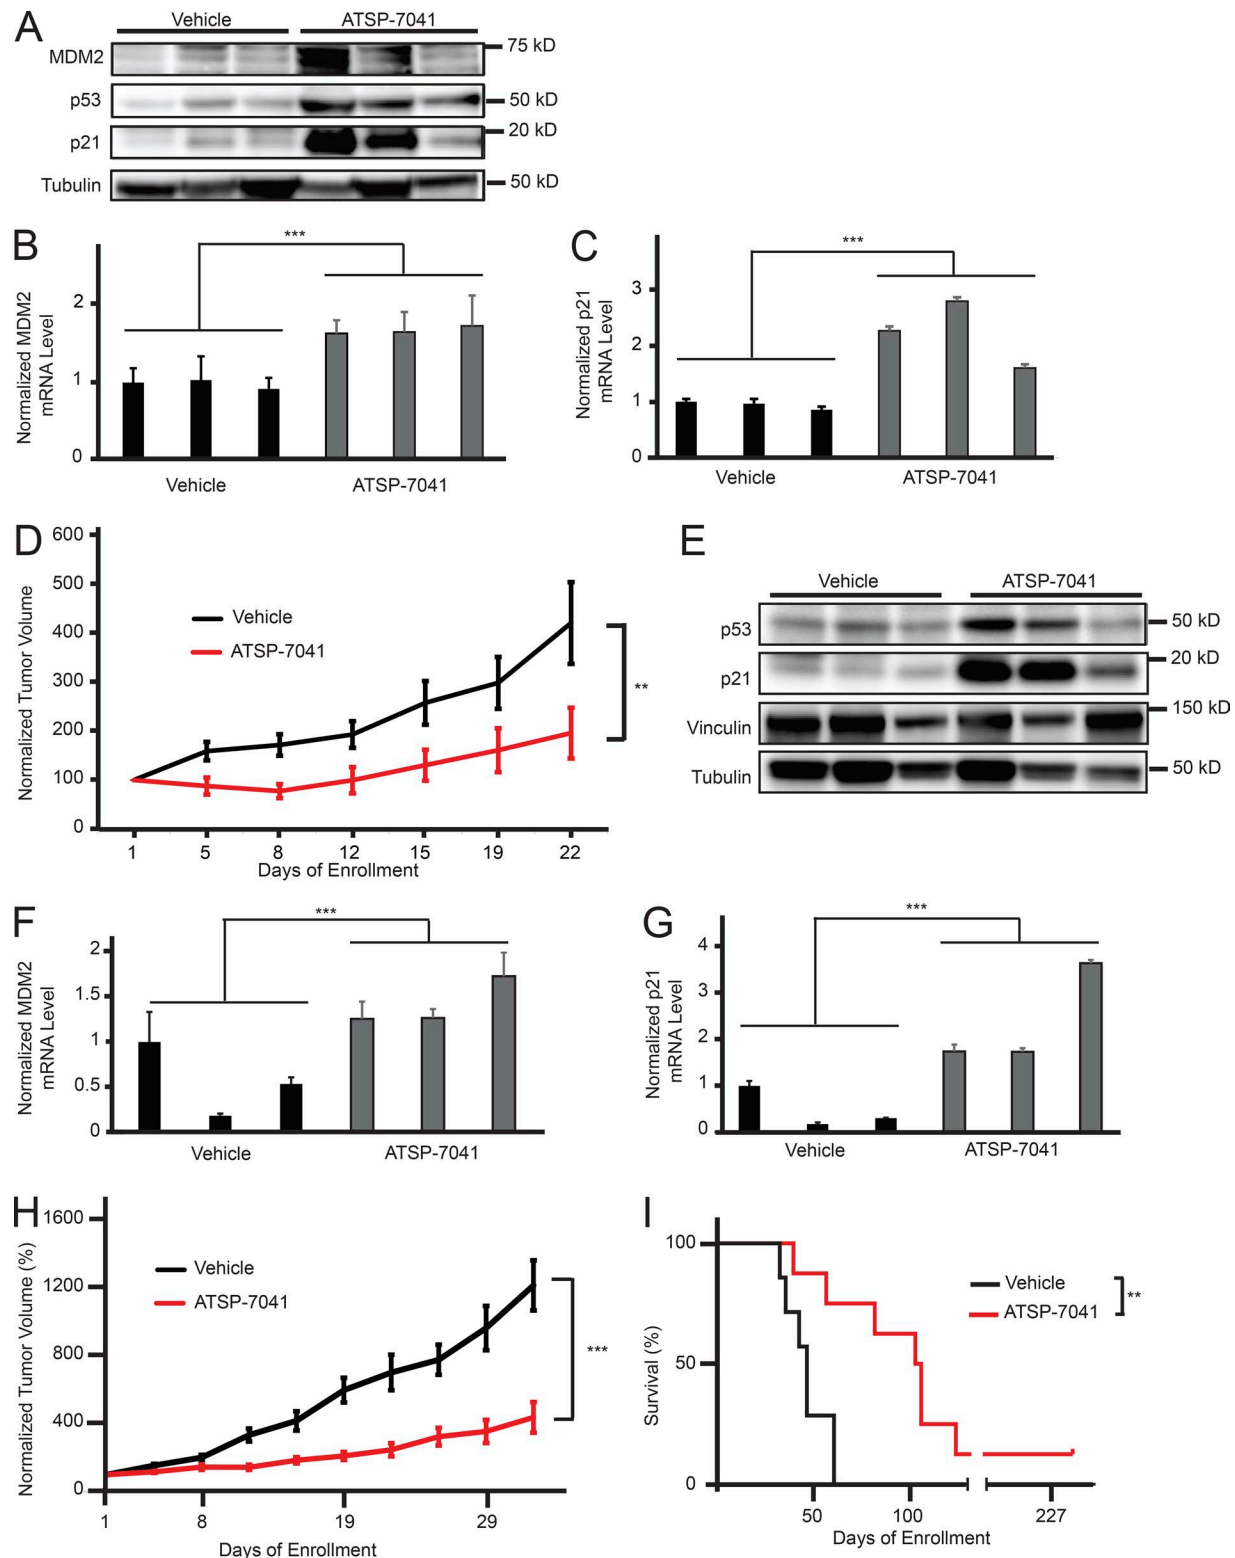 A
Vehicle
ATSP-7041
MDM2
75 kD
p53
50 kD
p21
20 kD
Tubulin
50 kD
B
Normalized MDM2
mRNA Level
2
1
0
***
Vehicle
ATSP-7041
C
Normalized p21
mRNA Level
3
2
1
0
***
Vehicle
ATSP-7041
D
Normalized Tumor Volume
600
500
400
300
200
100
0
Vehicle
ATSP-7041
**
1 5 8 12 15 19 22
Days of Enrollment
E
Vehicle
ATSP-7041
p53
50 kD
p21
20 kD
Vinculin
150 kD
Tubulin
50 kD
F
Normalized MDM2
mRNA Level
2
1.5
1
0.5
0
***
Vehicle
ATSP-7041
G
Normalized p21
mRNA Level
4
3
2
1
0
***
Vehicle
ATSP-7041
H
Normalized Tumor Volume (%)
1600
1200
800
400
0
Vehicle
ATSP-7041
***
1 8 19 29
Days of Enrollment
I
Survival (%)
100
50
0
Vehicle
ATSP-7041
**
50 100 227
Days of Enrollment